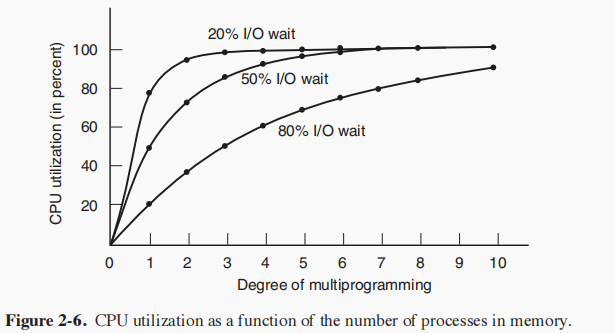 CPU utilization (in percent)
100
80
60
40
20
20% I/O wait
50% I/O wait
80% I/O wait
0 1 2 3 4 5 6 7 8 9 10
Degree of multiprogramming
Figure 2-6. CPU utilization as a function of the number of processes in memory.